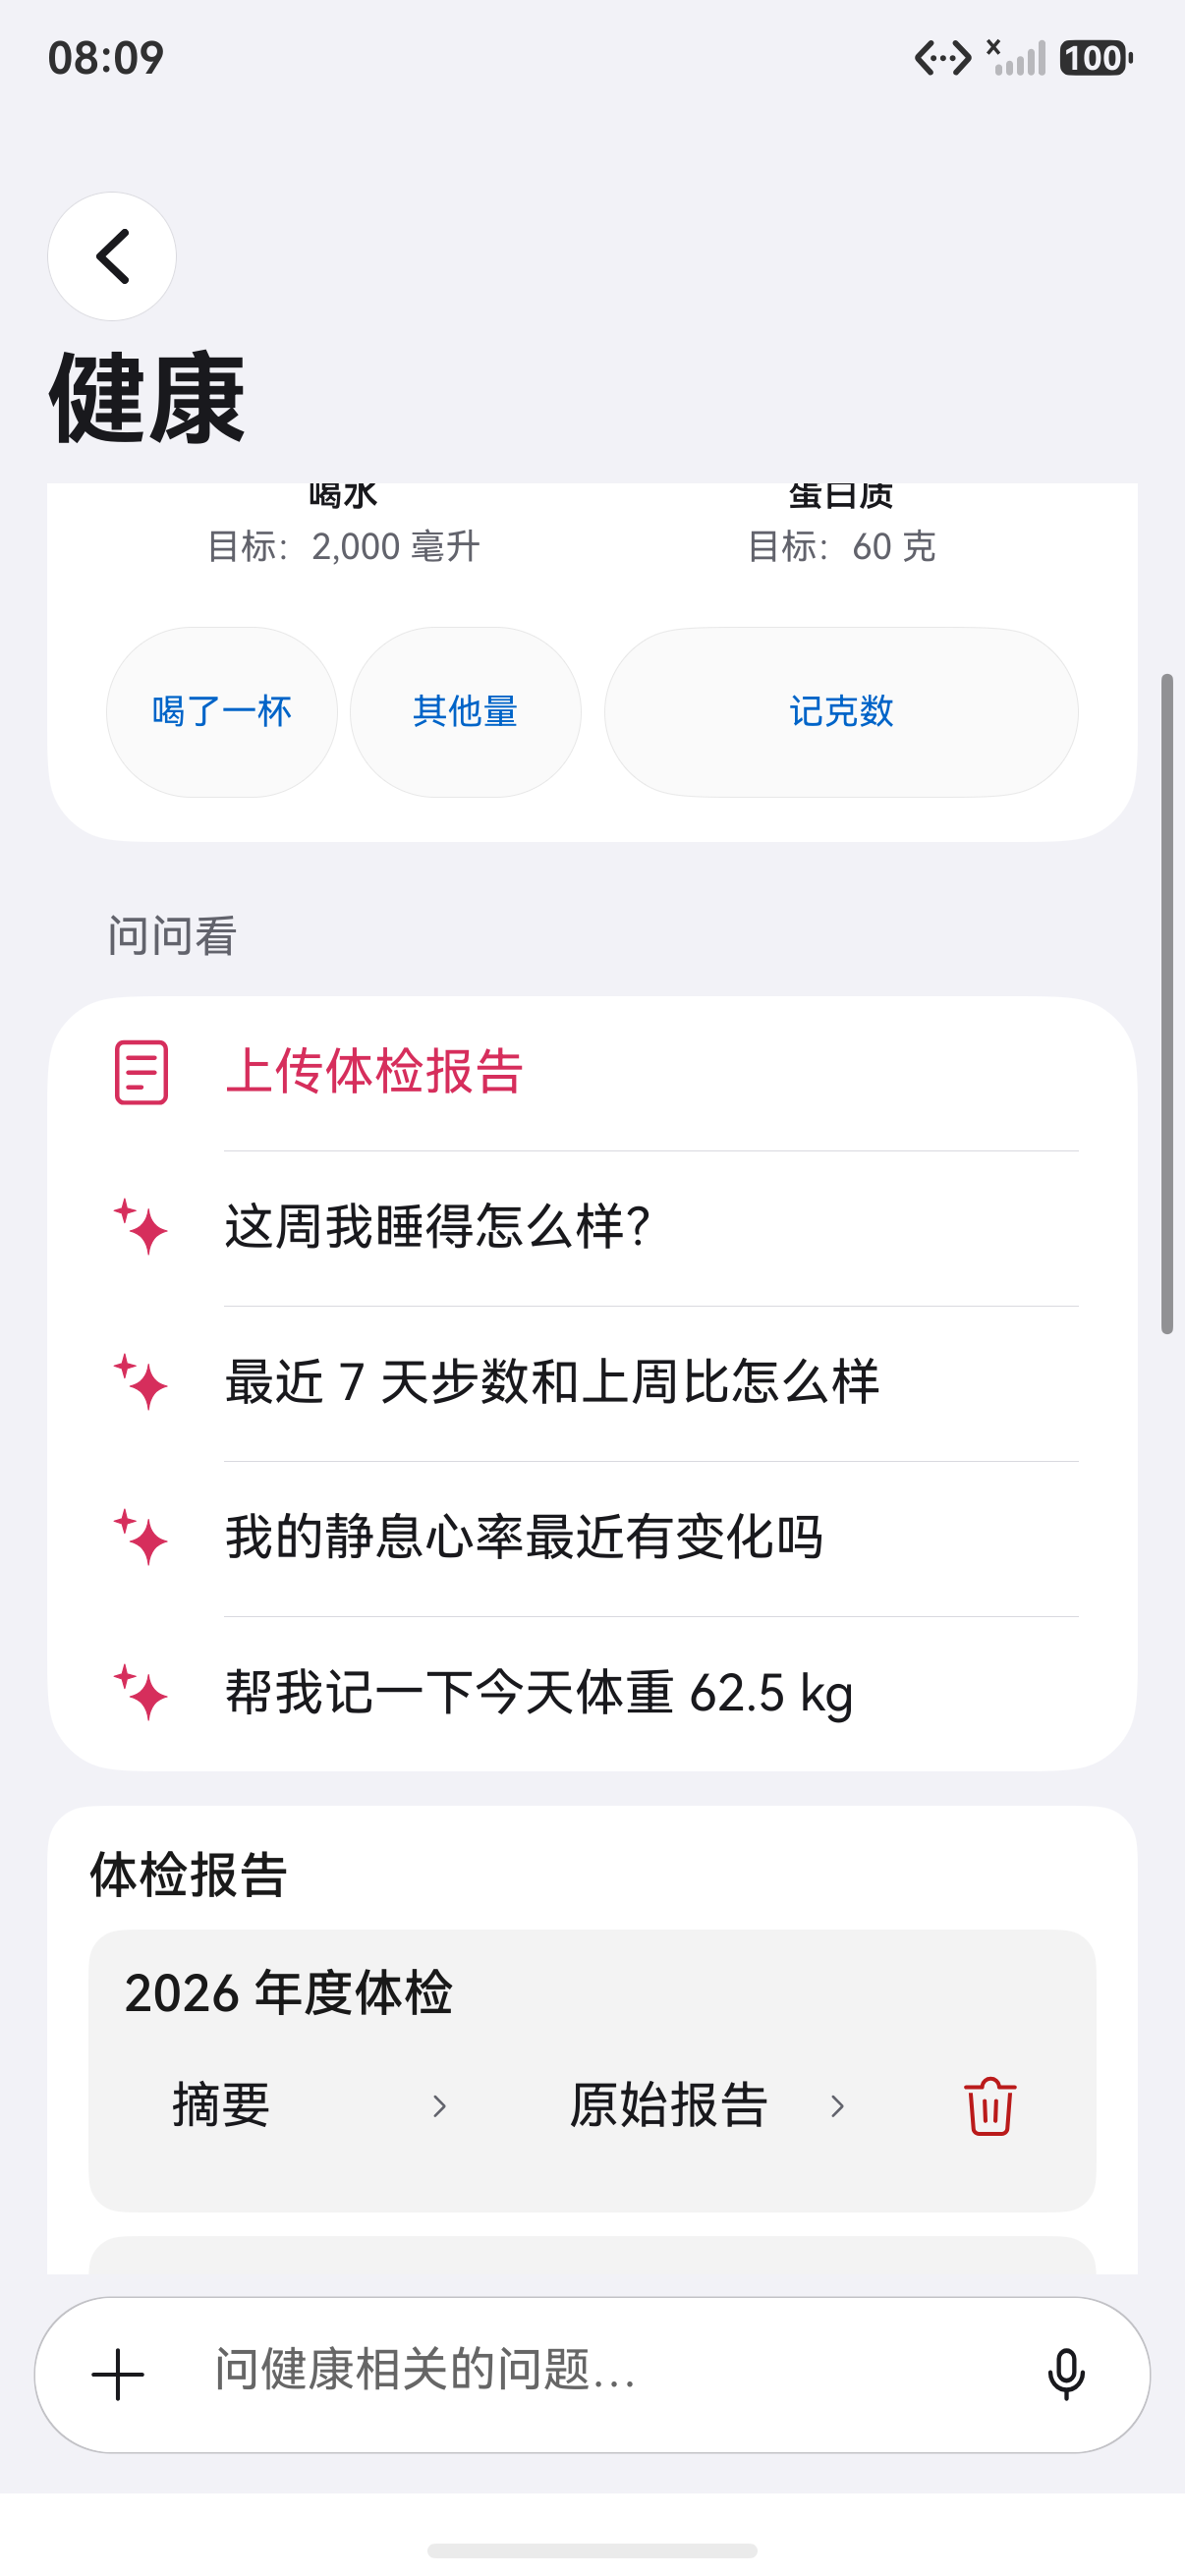 08:09
100
健康
喝水
蛋白质
目标：2,000 毫升
目标：60 克
喝了一杯
其他量
记克数
问问看
上传体检报告
这周我睡得怎么样？
最近 7 天步数和上周比怎么样
我的静息心率最近有变化吗
帮我记一下今天体重 62.5 kg
体检报告
2026 年度体检
摘要
原始报告
问健康相关的问题...